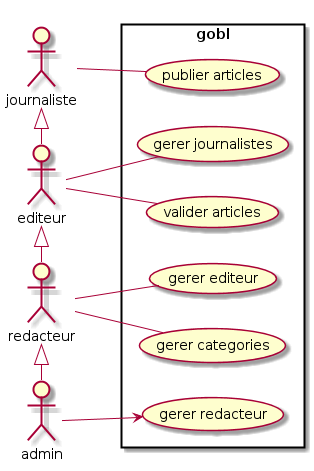 gobl
publier articles
journaliste
gerer journalistes
editeur
valider articles
gerer editeur
redacteur
gerer categories
gerer redacteur
admin